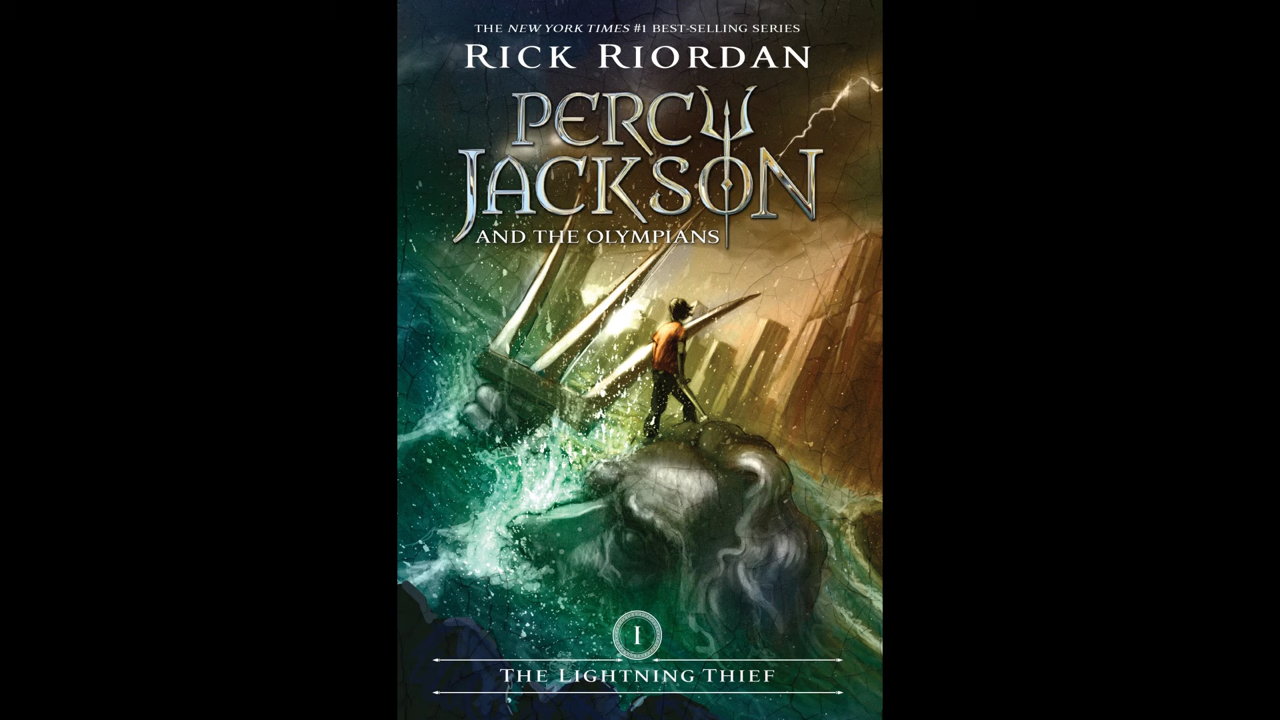 THE NEW YORK TIMES #1 BEST-SELLING SERIES
RICK RIORDAN
PERCY
JACKSON
AND THE OLYMPIANS
I
THE LIGHTNING THIEF